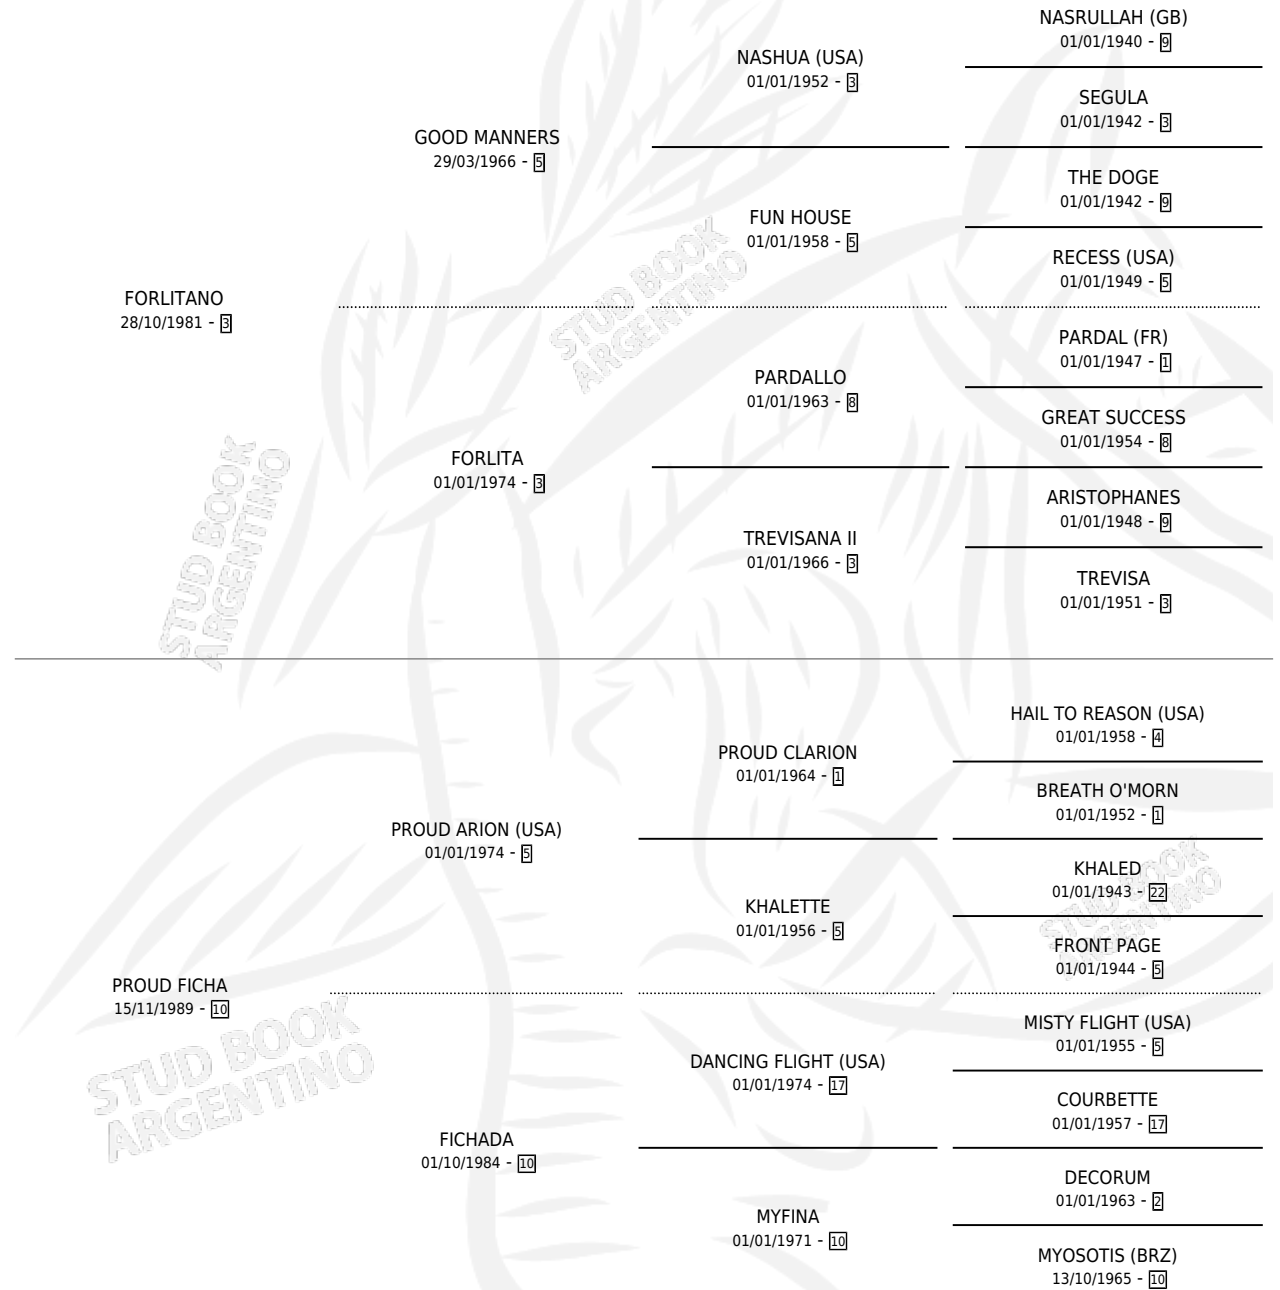 NASRULLAH (GB)
01/01/1940 - 9
NASHUA (USA)
01/01/1952 - 3
SEGULA
01/01/1942 - 3
GOOD MANNERS
29/03/1966 - 5
THE DOGE
01/01/1942 - 9
FUN HOUSE
01/01/1958 - 5
RECESS (USA)
01/01/1949 - 5
FORLITANO
28/10/1981 - 3
PARDAL (FR)
01/01/1947 - 1
PARDALLO
01/01/1963 - 8
GREAT SUCCESS
01/01/1954 - 8
FORLITA
01/01/1974 - 3
ARISTOPHANES
01/01/1948 - 9
TREVISANA II
01/01/1966 - 3
TREVISA
01/01/1951 - 3
HAIL TO REASON (USA)
01/01/1958 - 4
PROUD CLARION
01/01/1964 - 1
BREATH O'MORN
01/01/1952 - 1
PROUD ARION (USA)
01/01/1974 - 5
KHALED
01/01/1943 - 22
KHALETTE
01/01/1956 - 5
FRONT PAGE
01/01/1944 - 5
PROUD FICHA
15/11/1989 - 10
MISTY FLIGHT (USA)
01/01/1955 - 5
DANCING FLIGHT (USA)
01/01/1974 - 17
COURBETTE
01/01/1957 - 17
FICHADA
01/10/1984 - 10
DECORUM
01/01/1963 - 2
MYFINA
01/01/1971 - 10
MYOSOTIS (BRZ)
13/10/1965 - 10
STUD BOOK
ARGENTINO
STUD BOOK
ARGENTINO
STUD BOOK
ARGENTINO
STUD BOOK
ARGENTINO